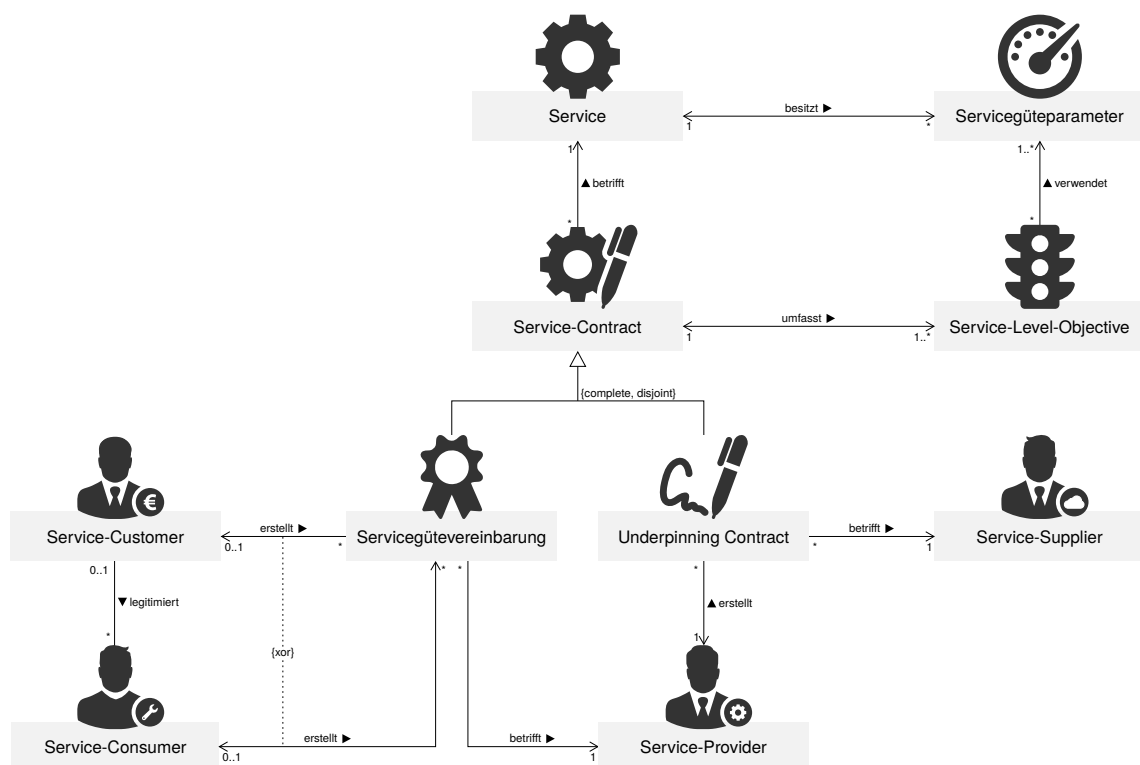 Service
besitzt ▶
1
*
Servicegüteparameter
1
▲ betrifft
*
1..*
▲ verwendet
*
Service-Contract
umfasst ▶
1
1..*
Service-Level-Objective
{complete, disjoint}
€
Service-Customer
erstellt ▶
0..1
*
Servicegütevereinbarung
Underpinning Contract
betrifft ▶
*
1
Service-Supplier
0..1
▼ legitimiert
*
{xor}
*
*
*
▲ erstellt
1
Service-Consumer
erstellt ▶
0..1
betrifft ▶
1
Service-Provider